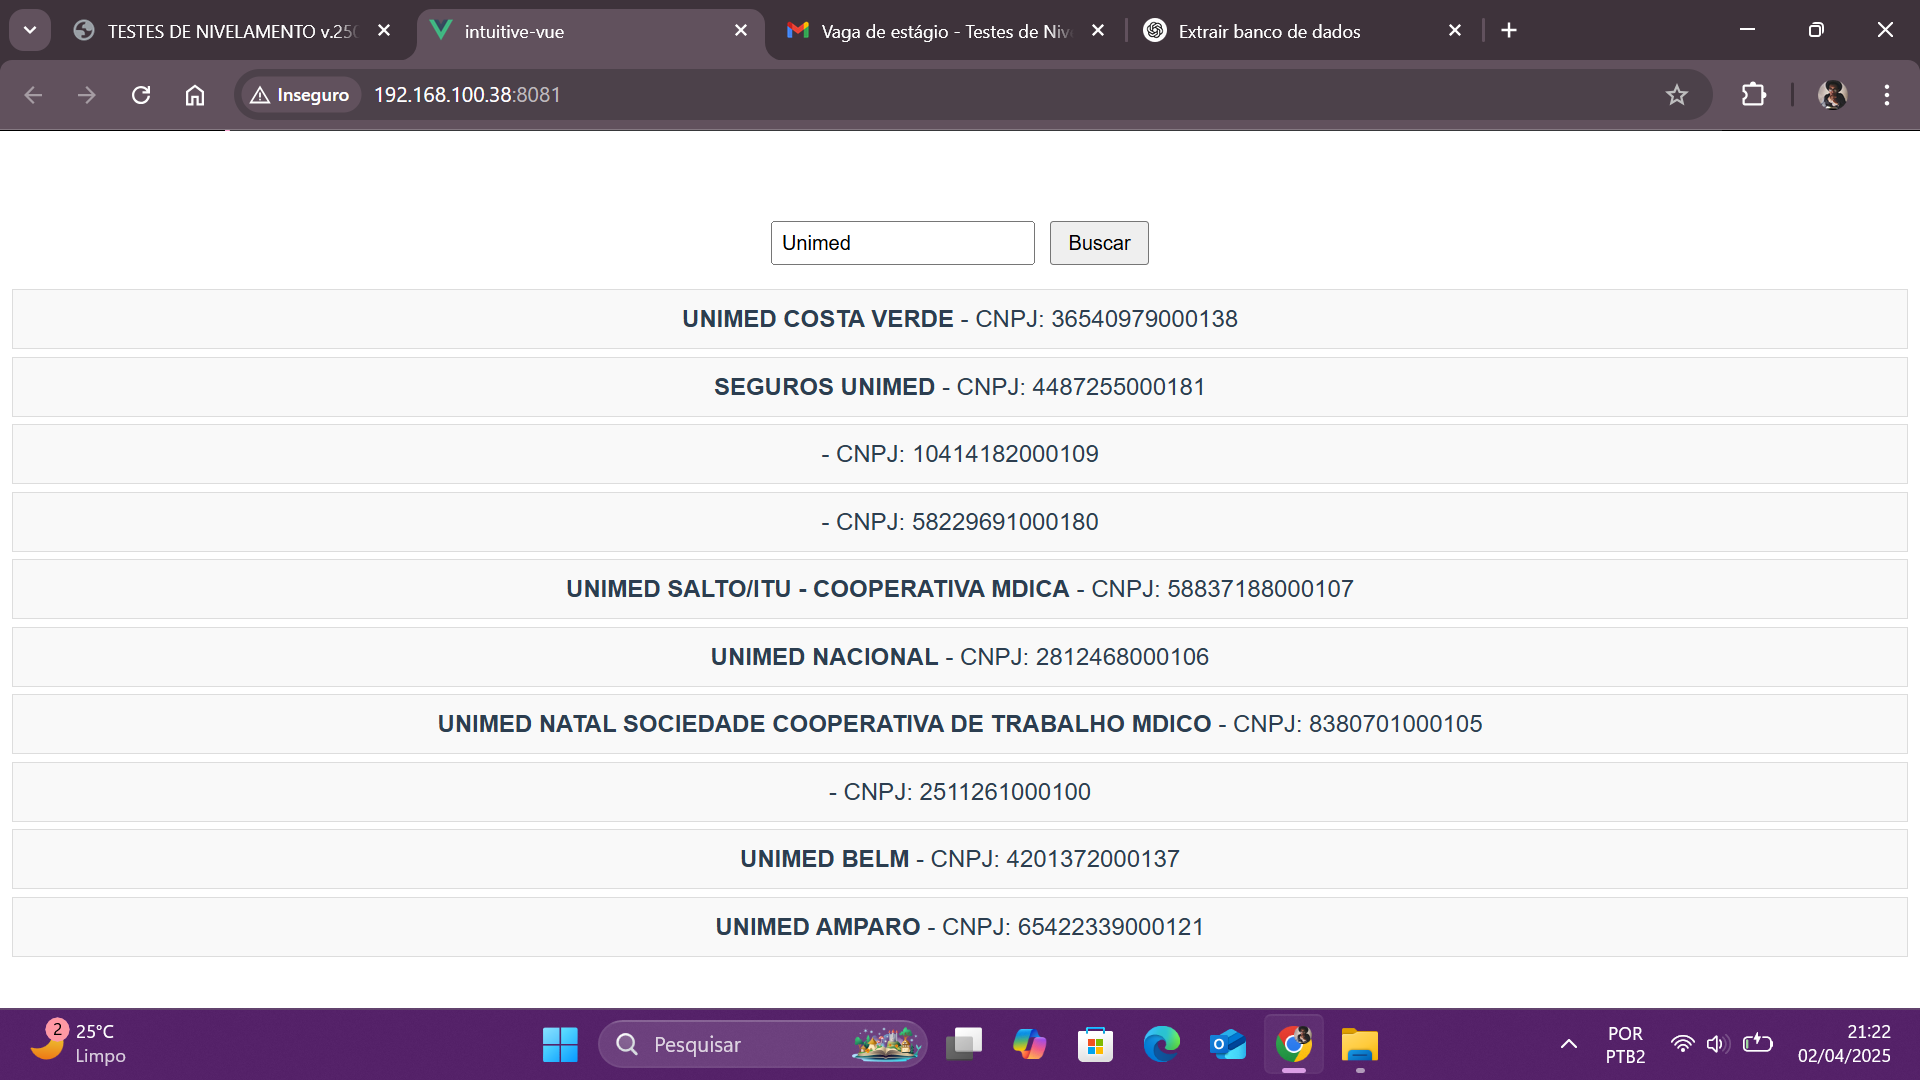 TESTES DE NIVELAMENTO v.250
intuitive-vue
Vaga de estágio - Testes de Niv
Extrair banco de dados
Inseguro
192.168.100.38:8081
Unimed
Buscar
UNIMED COSTA VERDE - CNPJ: 36540979000138
SEGUROS UNIMED - CNPJ: 4487255000181
- CNPJ: 10414182000109
- CNPJ: 58229691000180
UNIMED SALTO/ITU - COOPERATIVA MDICA - CNPJ: 58837188000107
UNIMED NACIONAL - CNPJ: 2812468000106
UNIMED NATAL SOCIEDADE COOPERATIVA DE TRABALHO MDICO - CNPJ: 8380701000105
- CNPJ: 2511261000100
UNIMED BELM - CNPJ: 4201372000137
UNIMED AMPARO - CNPJ: 65422339000121
2
25°C
Limpo
Pesquisar
POR
PTB2
21:22
02/04/2025